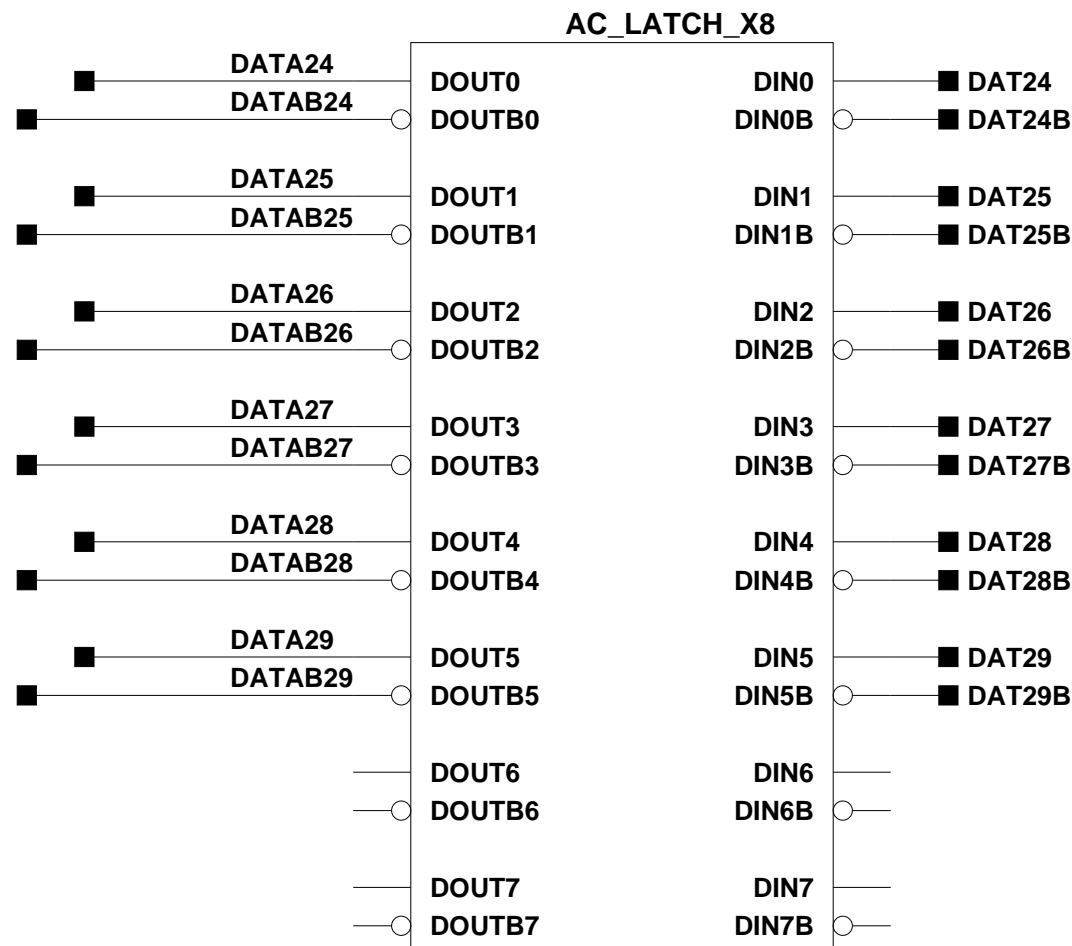 AC_LATCH_X8
DATA24 DOUT0 DIN0 DAT24
DATAB24 DOUTB0 DIN0B DAT24B
DATA25 DOUT1 DIN1 DAT25
DATAB25 DOUTB1 DIN1B DAT25B
DATA26 DOUT2 DIN2 DAT26
DATAB26 DOUTB2 DIN2B DAT26B
DATA27 DOUT3 DIN3 DAT27
DATAB27 DOUTB3 DIN3B DAT27B
DATA28 DOUT4 DIN4 DAT28
DATAB28 DOUTB4 DIN4B DAT28B
DATA29 DOUT5 DIN5 DAT29
DATAB29 DOUTB5 DIN5B DAT29B
DOUT6 DIN6
DOUTB6 DIN6B
DOUT7 DIN7
DOUTB7 DIN7B